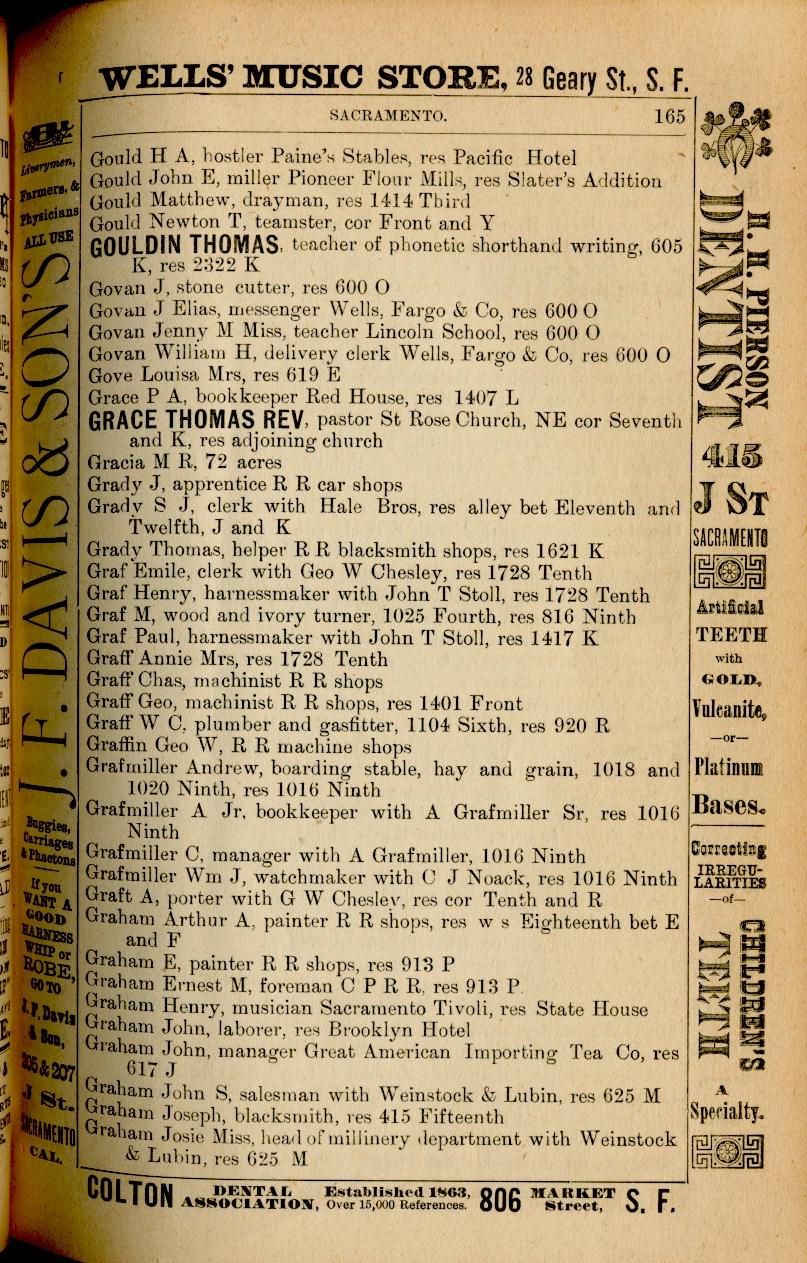 WELLS' MUSIC STORE, 28 Geary St., S. F.
SACRAMENTO. 165
Gould H A, hostler Paine's Stables, res Pacific Hotel
Gould John E, miller Pioneer Flour Mills, res Slater's Addition
Gould Matthew, drayman, res 1414 Third
Gould Newton T, teamster, cor Front and Y
GOULDIN THOMAS, teacher of phonetic shorthand writing, 605
K, res 2322 K
Govan J, stone cutter, res 600 O
Govan J Elias, messenger Wells, Fargo & Co, res 600 O
Govan Jenny M Miss, teacher Lincoln School, res 600 O
Govan William H, delivery clerk Wells, Fargo & Co, res 600 O
Gove Louisa Mrs, res 619 E
Grace P A, bookkeeper Red House, res 1407 L
GRACE THOMAS REV, pastor St Rose Church, NE cor Seventh
and K, res adjoining church
Gracia M R, 72 acres
Grady J, apprentice R R car shops
Grady S J, clerk with Hale Bros, res alley bet Eleventh and
Twelfth, J and K
Grady Thomas, helper R R blacksmith shops, res 1621 K
Graf Emile, clerk with Geo W Chesley, res 1728 Tenth
Graf Henry, harnessmaker with John T Stoll, res 1728 Tenth
Graf M, wood and ivory turner, 1025 Fourth, res 816 Ninth
Graf Paul, harnessmaker with John T Stoll, res 1417 K
Graff Annie Mrs, res 1728 Tenth
Graff Chas, machinist R R shops
Graff Geo, machinist R R shops, res 1401 Front
Graff W C, plumber and gasfitter, 1104 Sixth, res 920 R
Graffin Geo W, R R machine shops
Grafmiller Andrew, boarding stable, hay and grain, 1018 and
1020 Ninth, res 1016 Ninth
Grafmiller A Jr, bookkeeper with A Grafmiller Sr, res 1016
Ninth
Grafmiller C, manager with A Grafmiller, 1016 Ninth
Grafmiller Wm J, watchmaker with C J Noack, res 1016 Ninth
Graft A, porter with G W Chesley, res cor Tenth and R
Graham Arthur A, painter R R shops, res w s Eighteenth bet E
and F
Graham E, painter R R shops, res 913 P
Graham Ernest M, foreman C P R R, res 913 P
Graham Henry, musician Sacramento Tivoli, res State House
Graham John, laborer, res Brooklyn Hotel
Graham John, manager Great American Importing Tea Co, res
617 J
Graham John S, salesman with Weinstock & Lubin, res 625 M
Graham Joseph, blacksmith, res 415 Fifteenth
Graham Josie Miss, head of millinery department with Weinstock
& Lubin, res 625 M
COLTON DENTAL ASSOCIATION, Established 1863, Over 15,000 References. 806 MARKET Street, S. F.
Liverymen,
Farmers, &
Physicians
ALL USE
J. F. DAVIS & SON'S
Buggies,
Carriages
& Phaetons
If you
WANT A
GOOD
HARNESS
WHIP or
ROBE,
GO TO
J. F. Davis
& Son,
205 & 207
J St.
SACRAMENTO
CAL.
H. H. PIERSON
DENTIST
415
J ST
SACRAMENTO
Artificial
TEETH
with
GOLD,
Vulcanite,
—or—
Platinum
Bases.
Correcting
IRREGU-
LARITIES
—of—
CHILDREN'S
TEETH
A
Specialty.